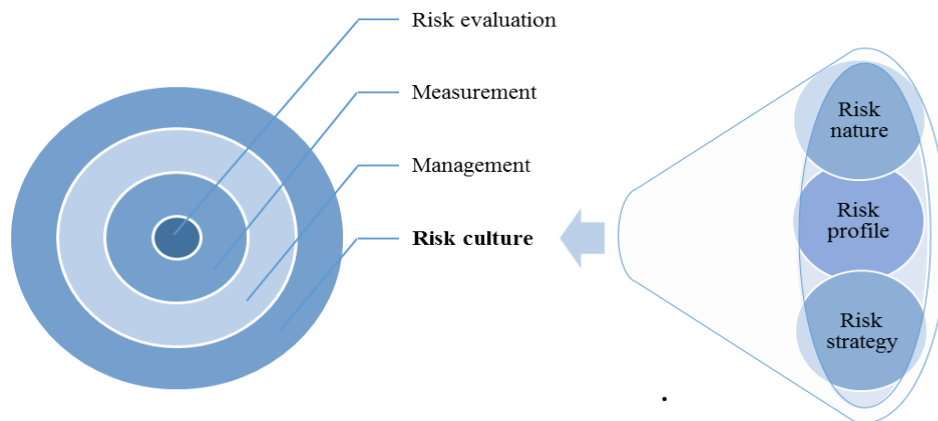 Risk evaluation
Measurement
Management
Risk culture
Risk
nature
Risk
profile
Risk
strategy
.